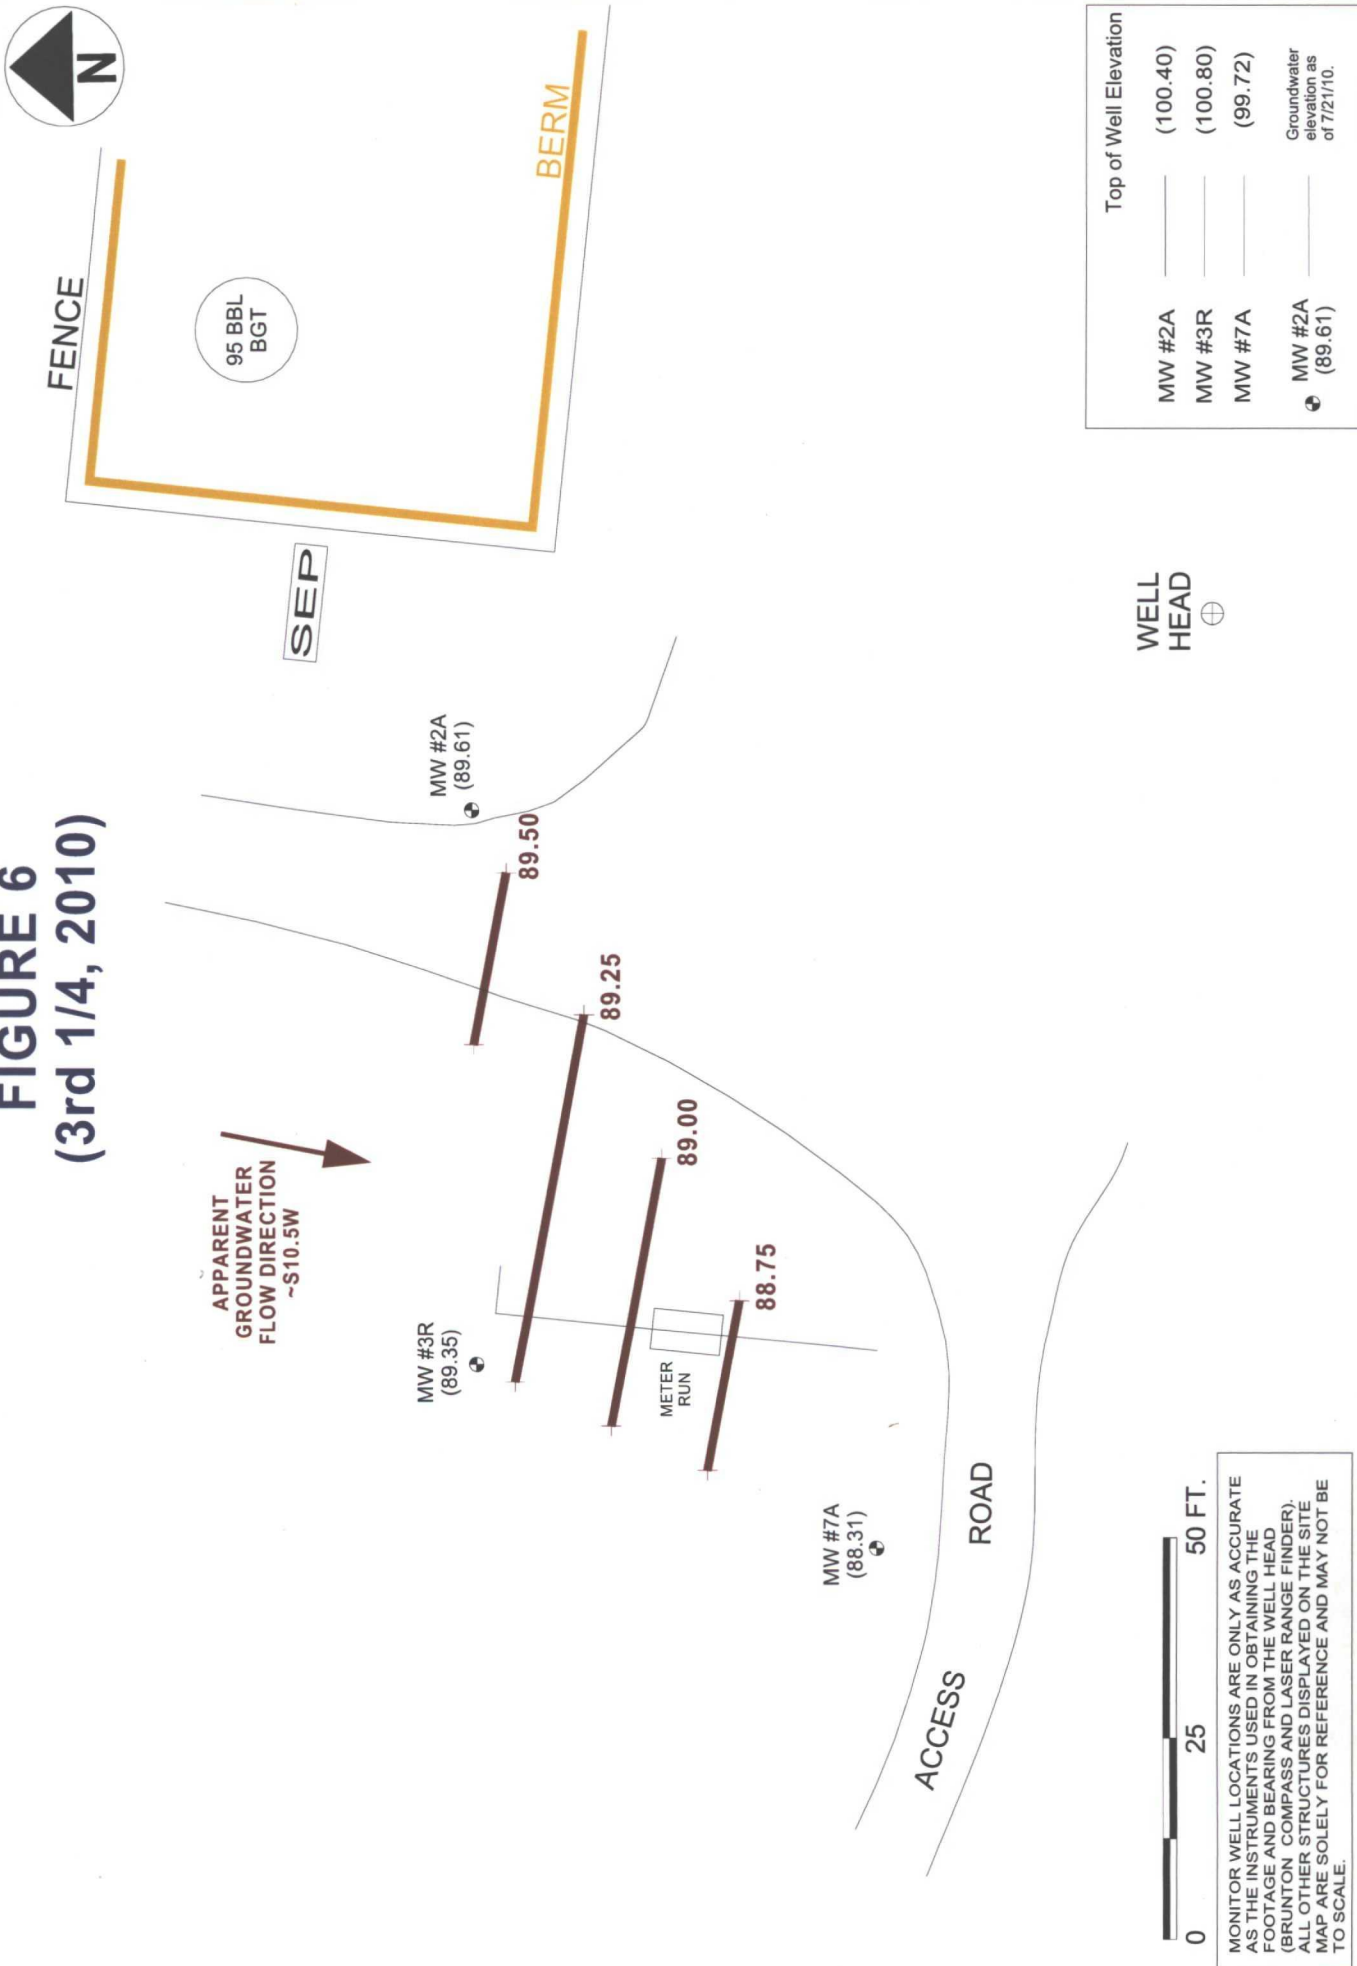 FIGURE 6
(3rd 1/4, 2010)
N
FENCE
BERM
95 BBL
BGT
SEP
APPARENT
GROUNDWATER
FLOW DIRECTION
~S10.5W
MW #2A
(89.61)
89.50
89.25
89.00
88.75
MW #3R
(89.35)
METER
RUN
MW #7A
(88.31)
ACCESS
ROAD
WELL
HEAD
0
25
50 FT.
MONITOR WELL LOCATIONS ARE ONLY AS ACCURATE
AS THE INSTRUMENTS USED IN OBTAINING THE
FOOTAGE AND BEARING FROM THE WELL HEAD
(BRUNTON COMPASS AND LASER RANGE FINDER).
ALL OTHER STRUCTURES DISPLAYED ON THE SITE
MAP ARE SOLELY FOR REFERENCE AND MAY NOT BE
TO SCALE.
Top of Well Elevation
MW #2A (100.40)
MW #3R (100.80)
MW #7A (99.72)
MW #2A
(89.61)
Groundwater
elevation as
of 7/21/10.